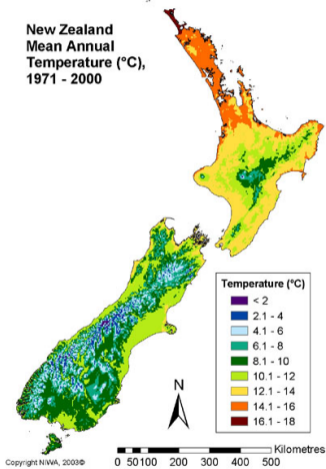 New Zealand
Mean Annual
Temperature (°C),
1971 - 2000
Temperature (°C)
< 2
2.1 - 4
4.1 - 6
6.1 - 8
8.1 - 10
10.1 - 12
12.1 - 14
14.1 - 16
16.1 - 18
N
Kilometres
0 50 100 200 300 400 500
Copyright NIWA, 2003©